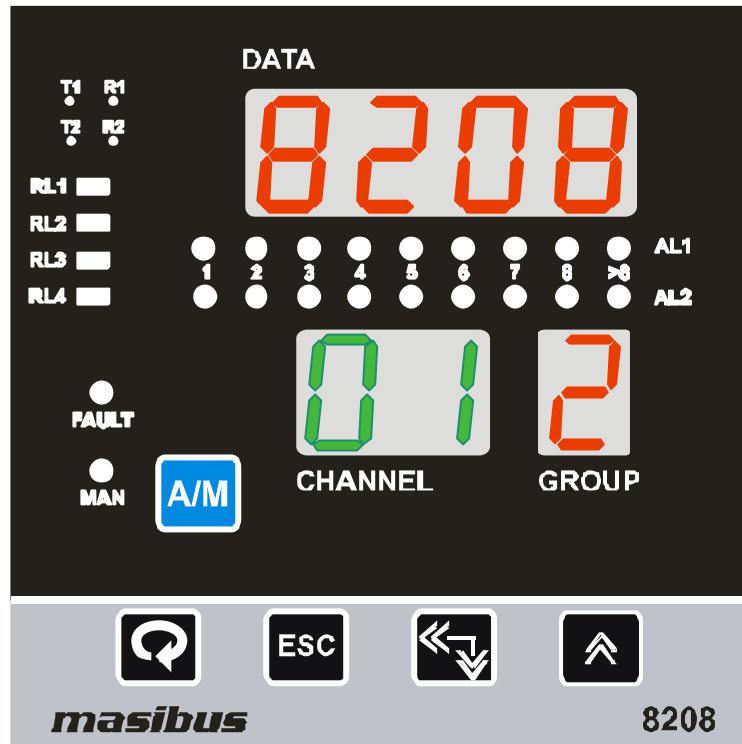 DATA
T1 R1
T2 R2
8208
RL1
RL2
RL3
RL4
AL1
1 2 3 4 5 6 7 8 >8
AL2
01 2
FAULT
CHANNEL GROUP
MAN
A/M
ESC
masibus 8208